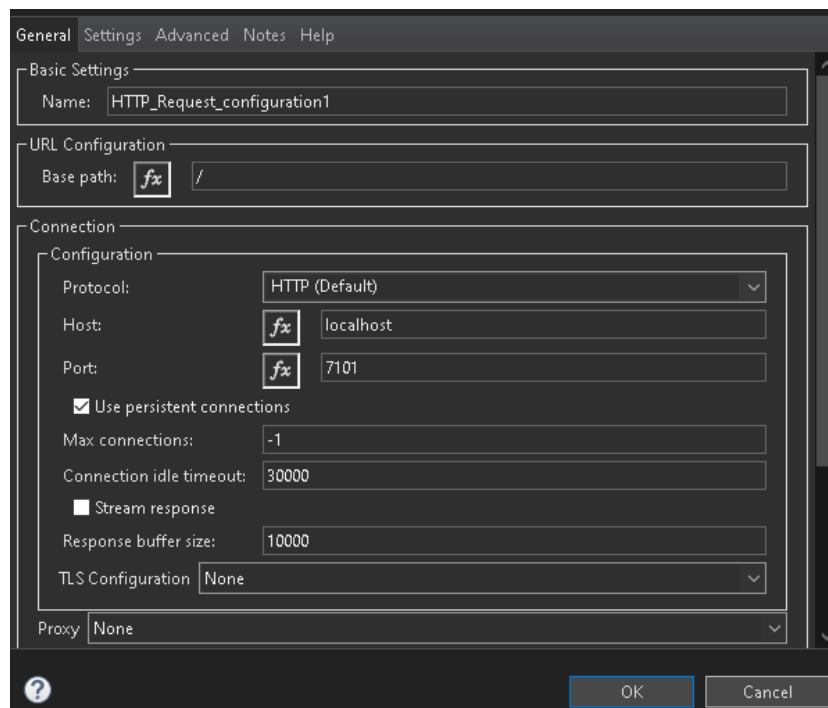 General Settings Advanced Notes Help
Basic Settings
Name: HTTP_Request_configuration1
URL Configuration
Base path: fx /
Connection
Configuration
Protocol: HTTP (Default)
Host: fx localhost
Port: fx 7101
Use persistent connections
Max connections: -1
Connection idle timeout: 30000
Stream response
Response buffer size: 10000
TLS Configuration None
Proxy None
? OK Cancel